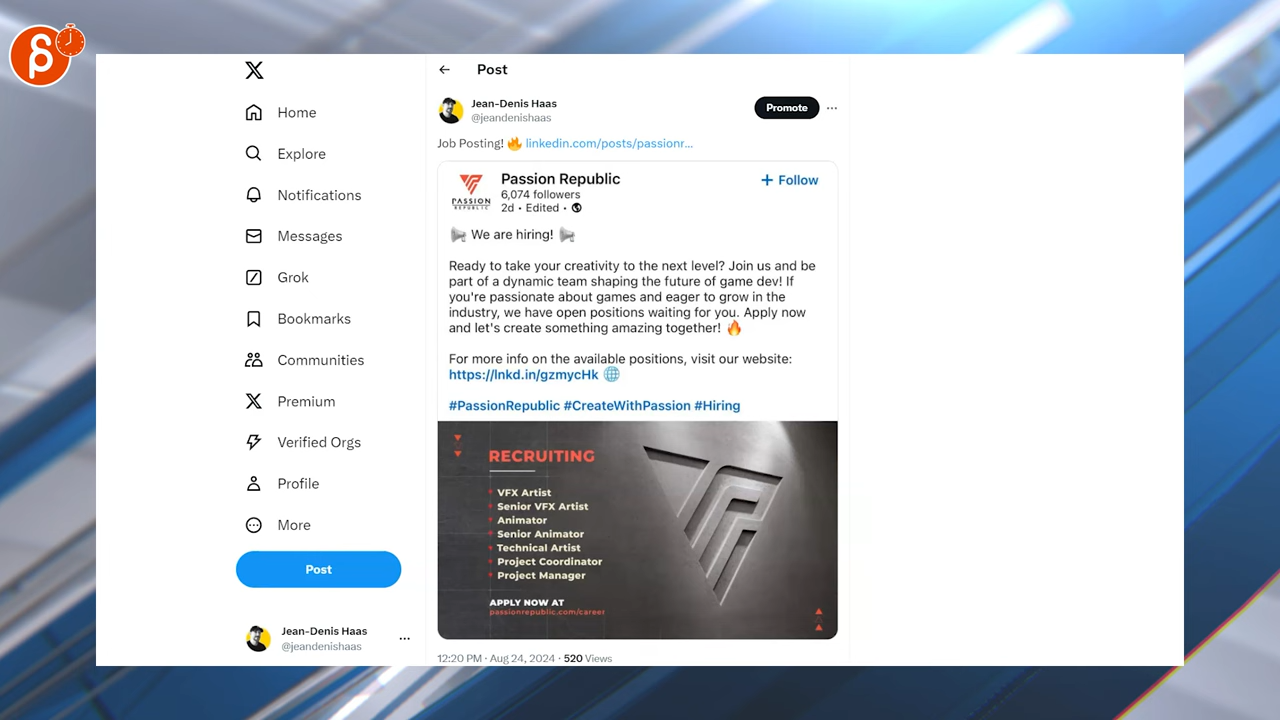 Home
Explore
Notifications
Messages
Grok
Bookmarks
Communities
Premium
Verified Orgs
Profile
More
Post
Jean-Denis Haas
@jeandenishaas
Post
Jean-Denis Haas
@jeandenishaas
Promote
Job Posting! 🔥 linkedin.com/posts/passionr...
PASSION
REPUBLIC
Passion Republic
6,074 followers
2d • Edited •
+ Follow
📢 We are hiring! 📢
Ready to take your creativity to the next level? Join us and be
part of a dynamic team shaping the future of game dev! If
you're passionate about games and eager to grow in the
industry, we have open positions waiting for you. Apply now
and let's create something amazing together! 🔥
For more info on the available positions, visit our website:
https://lnkd.in/gzmycHk 🌐
#PassionRepublic #CreateWithPassion #Hiring
RECRUITING
VFX Artist
Senior VFX Artist
Animator
Senior Animator
Technical Artist
Project Coordinator
Project Manager
APPLY NOW AT
passionrepublic.com/career
12:20 PM · Aug 24, 2024 · 520 Views